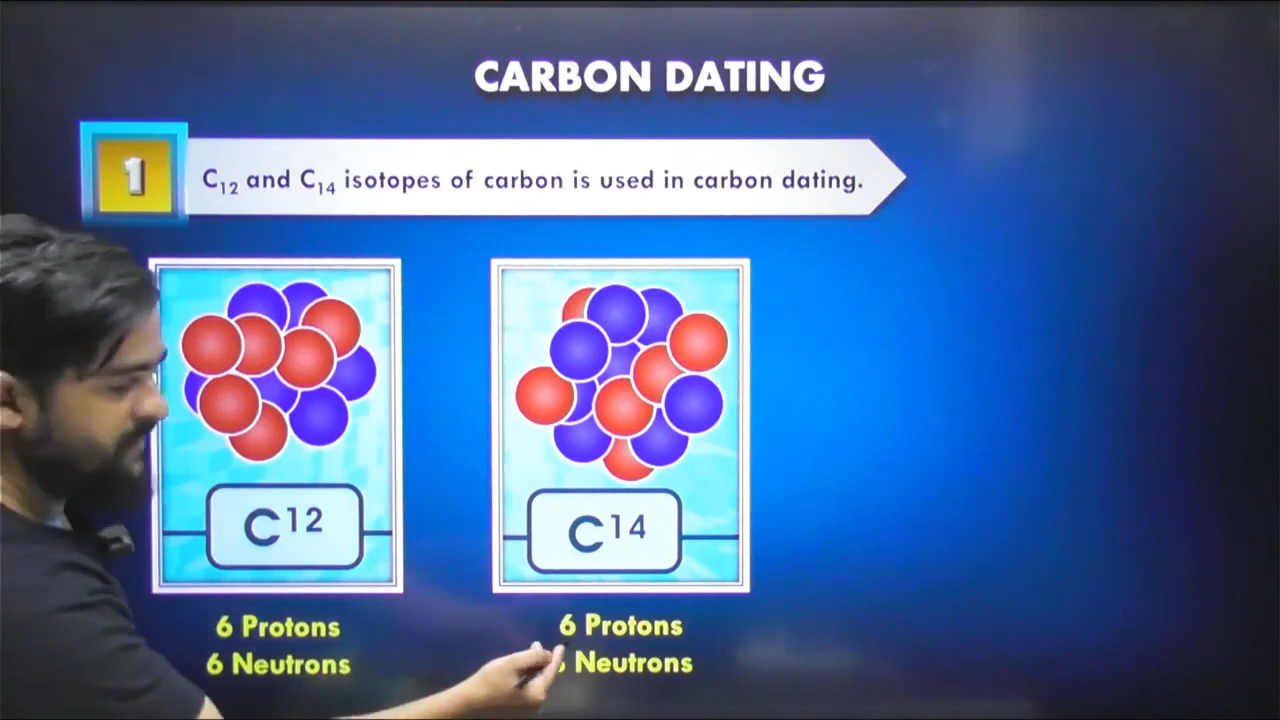 CARBON DATING
1
C₁₂ and C₁₄ isotopes of carbon is used in carbon dating.
C¹²
C¹⁴
6 Protons
6 Protons
6 Neutrons
Neutrons